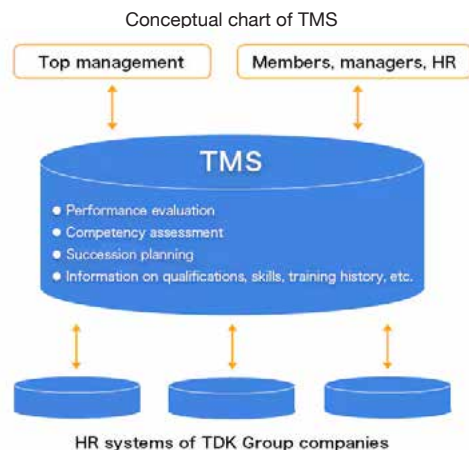 Conceptual chart of TMS
Top management
Members, managers, HR
TMS
● Performance evaluation
● Competency assessment
● Succession planning
● Information on qualifications, skills, training history, etc.
HR systems of TDK Group companies